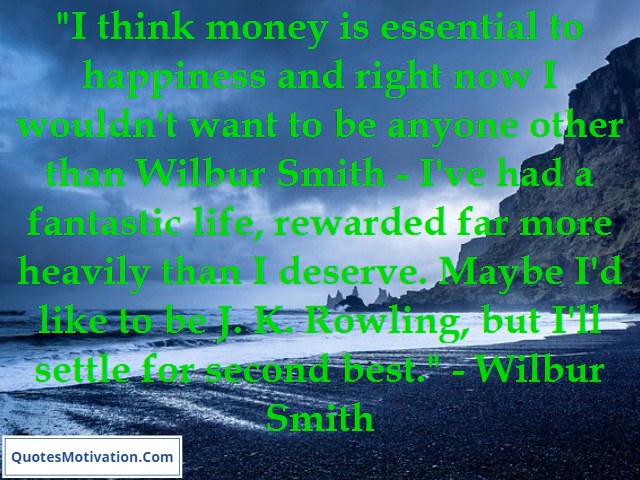 "I think money is essential to
happiness and right now I
wouldn't want to be anyone other
than Wilbur Smith - I've had a
fantastic life, rewarded far more
heavily than I deserve. Maybe I'd
like to be J. K. Rowling, but I'll
settle for second best." - Wilbur
Smith
QuotesMotivation.Com